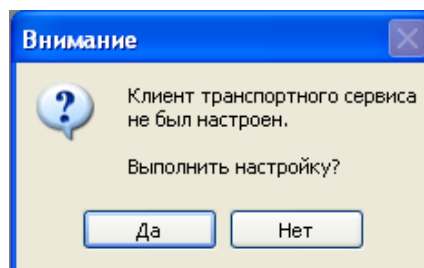 Внимание
Клиент транспортного сервиса
не был настроен.
Выполнить настройку?
Да
Нет